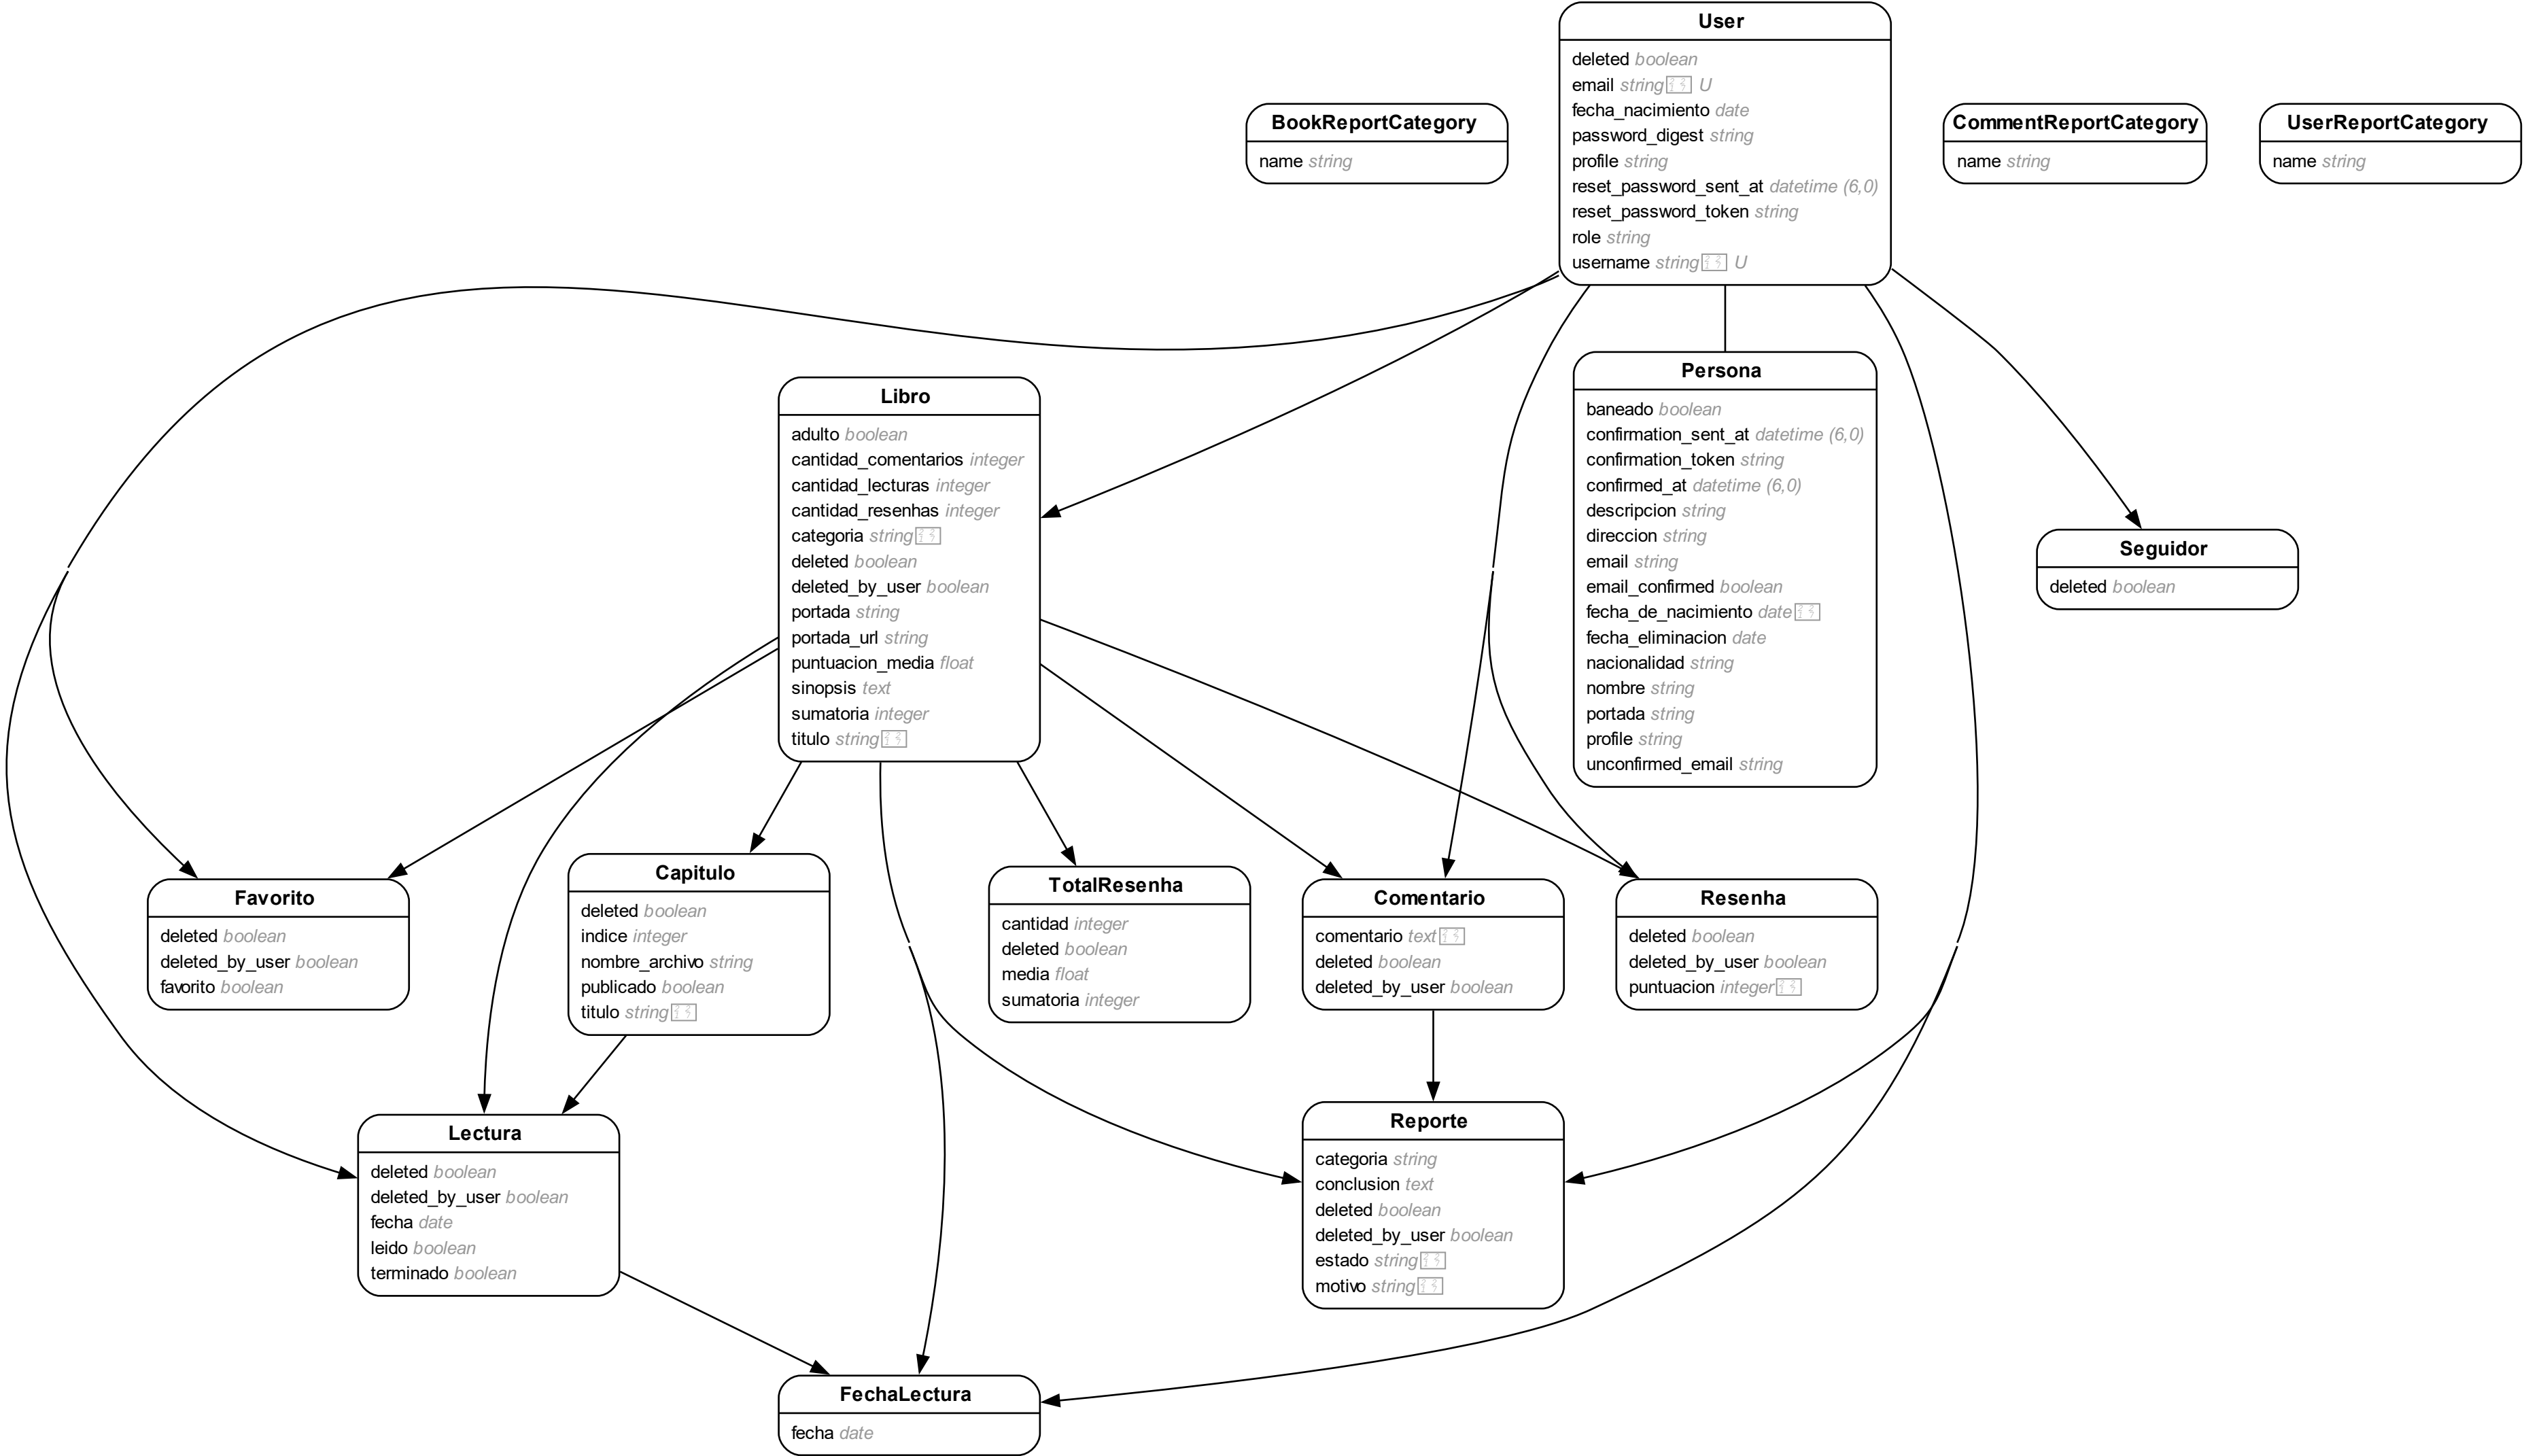 User
deleted boolean
email string U
fecha_nacimiento date
password_digest string
profile string
reset_password_sent_at datetime (6,0)
reset_password_token string
role string
username string U
BookReportCategory
name string
CommentReportCategory
name string
UserReportCategory
name string
Libro
adulto boolean
cantidad_comentarios integer
cantidad_lecturas integer
cantidad_resenhas integer
categoria string
deleted boolean
deleted_by_user boolean
portada string
portada_url string
puntuacion_media float
sinopsis text
sumatoria integer
titulo string
Persona
baneado boolean
confirmation_sent_at datetime (6,0)
confirmation_token string
confirmed_at datetime (6,0)
descripcion string
direccion string
email string
email_confirmed boolean
fecha_de_nacimiento date
fecha_eliminacion date
nacionalidad string
nombre string
portada string
profile string
unconfirmed_email string
Seguidor
deleted boolean
Favorito
deleted boolean
deleted_by_user boolean
favorito boolean
Capitulo
deleted boolean
indice integer
nombre_archivo string
publicado boolean
titulo string
TotalResenha
cantidad integer
deleted boolean
media float
sumatoria integer
Comentario
comentario text
deleted boolean
deleted_by_user boolean
Resenha
deleted boolean
deleted_by_user boolean
puntuacion integer
Lectura
deleted boolean
deleted_by_user boolean
fecha date
leido boolean
terminado boolean
Reporte
categoria string
conclusion text
deleted boolean
deleted_by_user boolean
estado string
motivo string
FechaLectura
fecha date